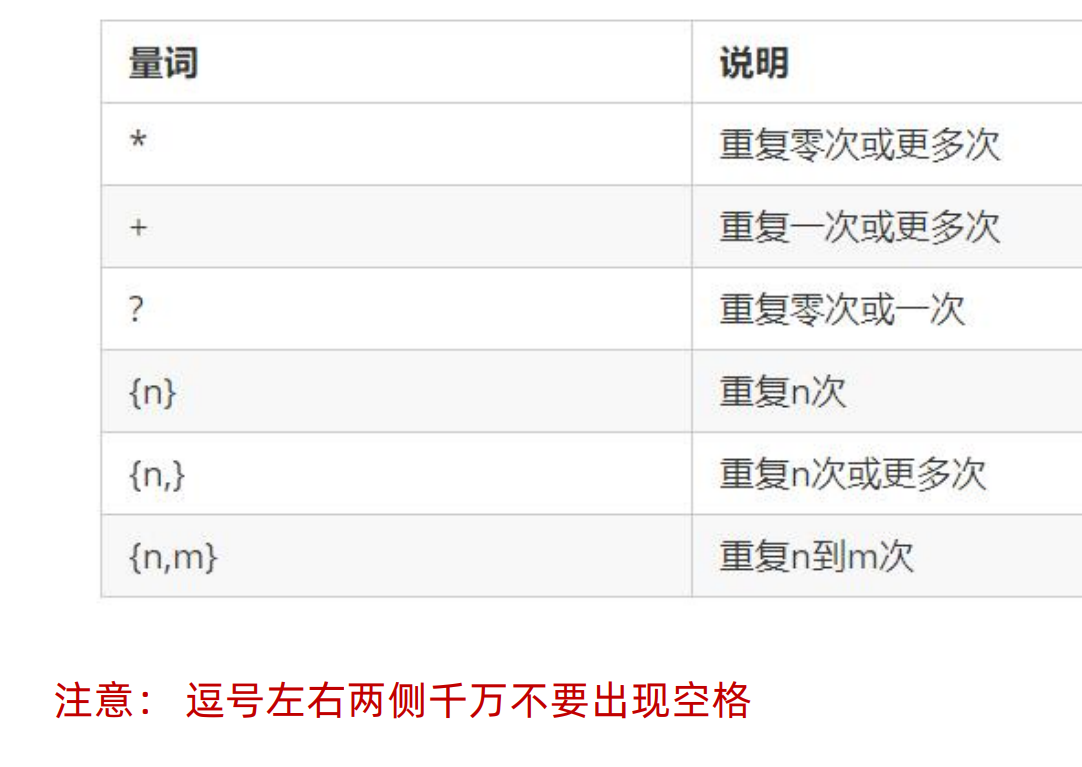 量词 说明
* 重复零次或更多次
+ 重复一次或更多次
? 重复零次或一次
{n} 重复n次
{n,} 重复n次或更多次
{n,m} 重复n到m次
注意： 逗号左右两侧千万不要出现空格